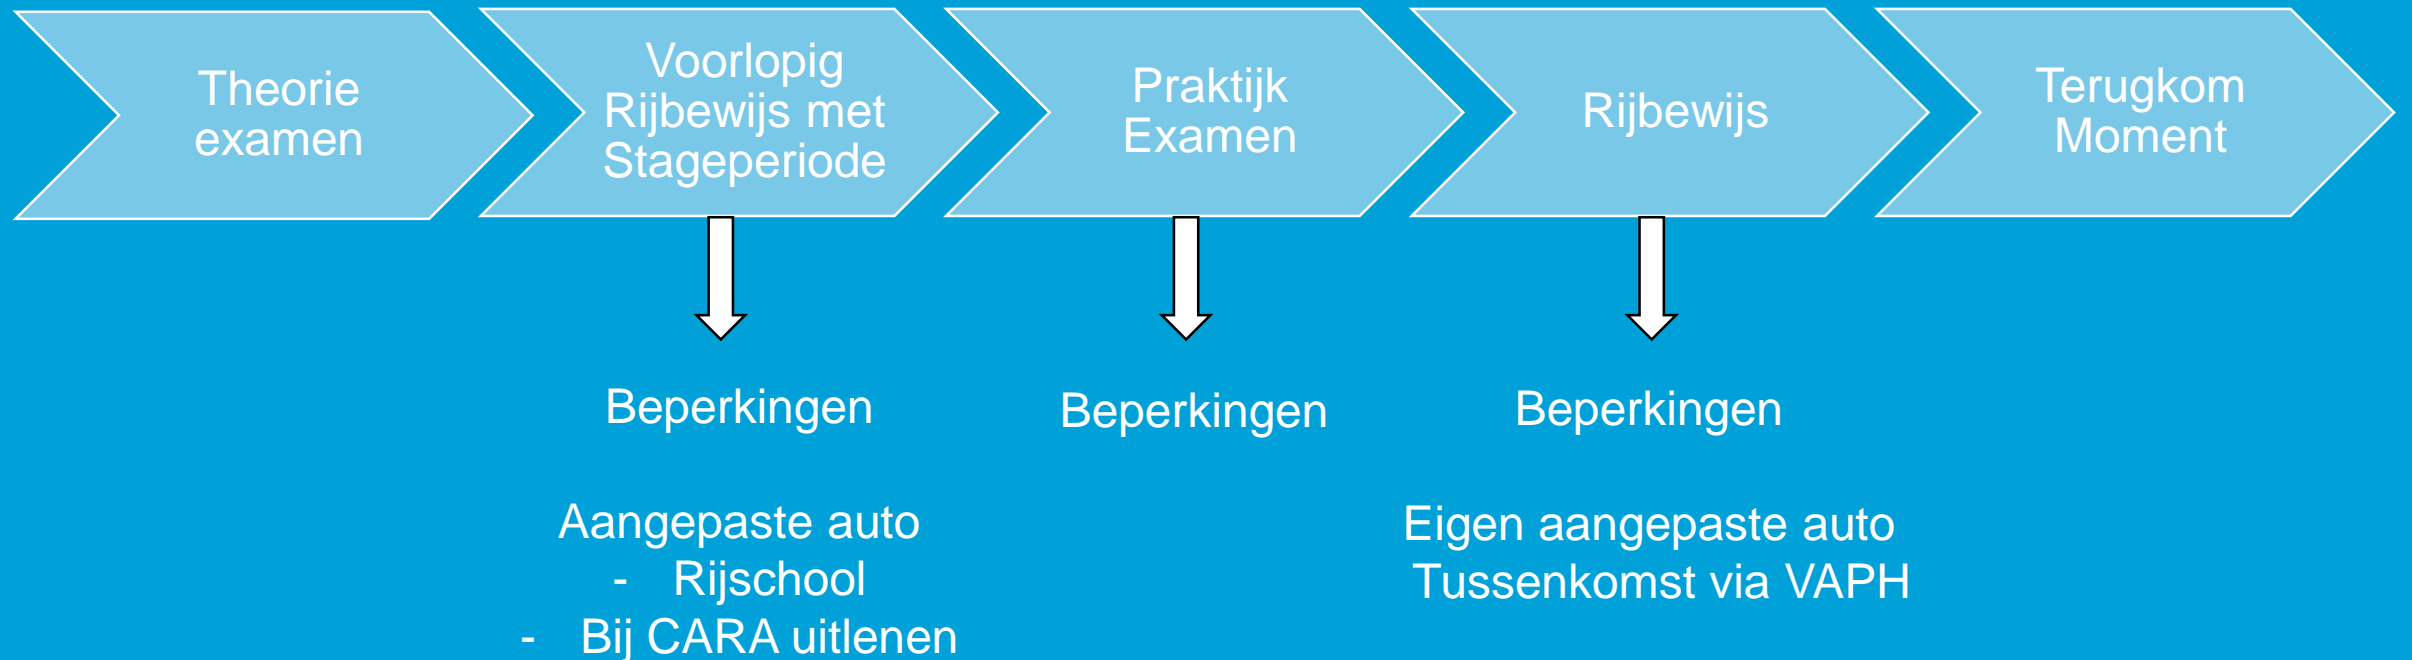 Theorie
examen
Voorlopig
Rijbewijs met
Stageperiode
Praktijk
Examen
Rijbewijs
Terugkom
Moment
Beperkingen
Aangepaste auto
- Rijschool
- Bij CARA uitlenen
Beperkingen
Beperkingen
Eigen aangepaste auto
Tussenkomst via VAPH